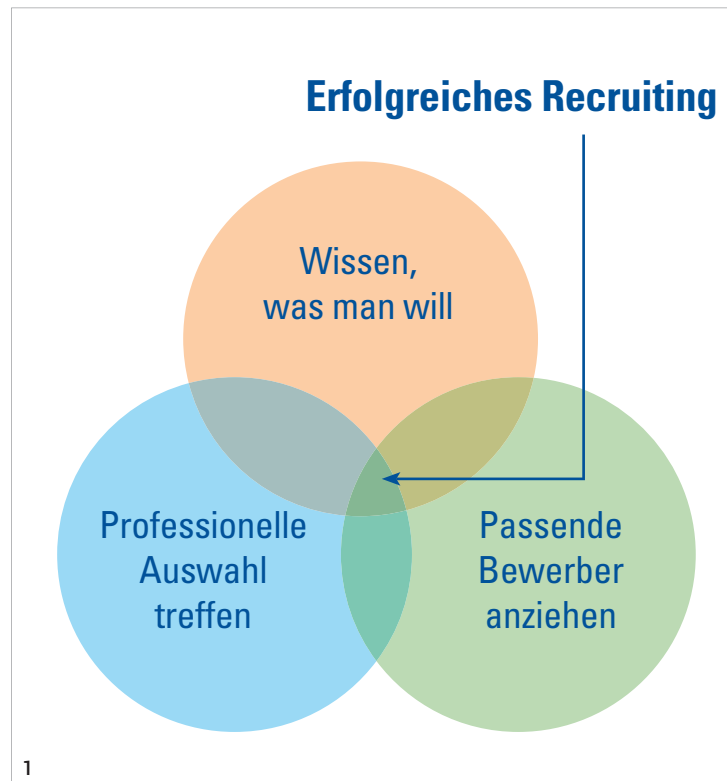 Erfolgreiches Recruiting
Wissen,
was man will
Professionelle
Auswahl
treffen
Passende
Bewerber
anziehen
1